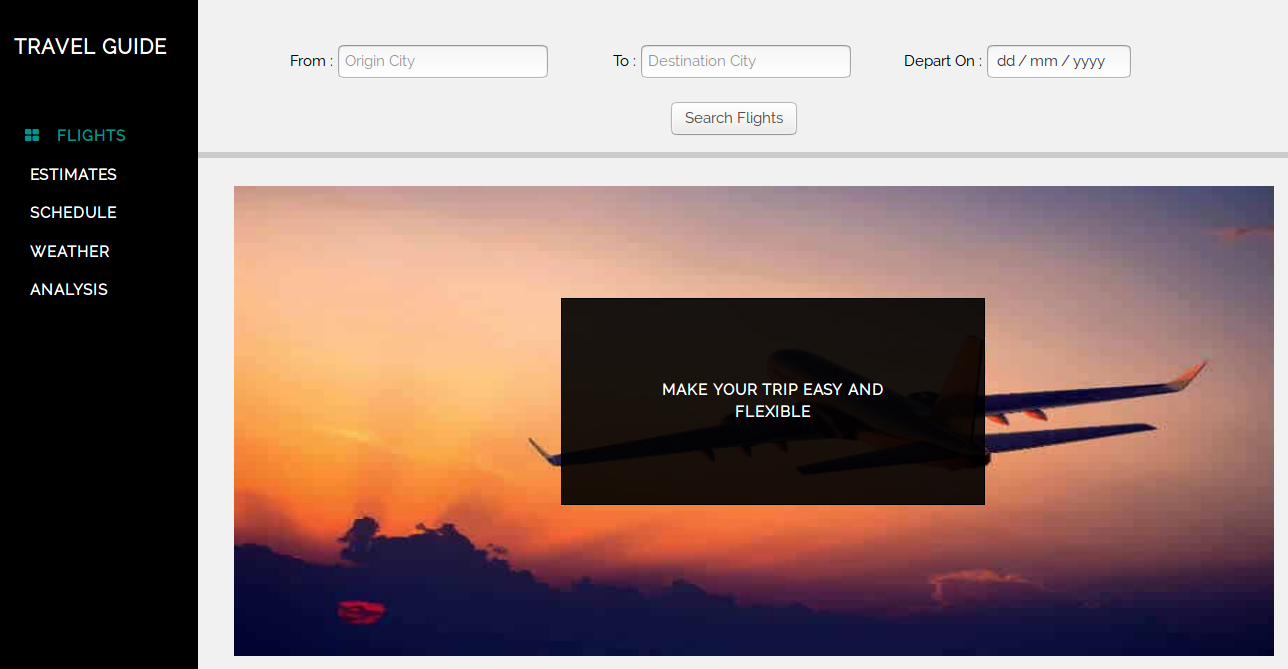 TRAVEL GUIDE
FLIGHTS
ESTIMATES
SCHEDULE
WEATHER
ANALYSIS
From : Origin City To : Destination City Depart On : dd / mm / yyyy
Search Flights
MAKE YOUR TRIP EASY AND
FLEXIBLE